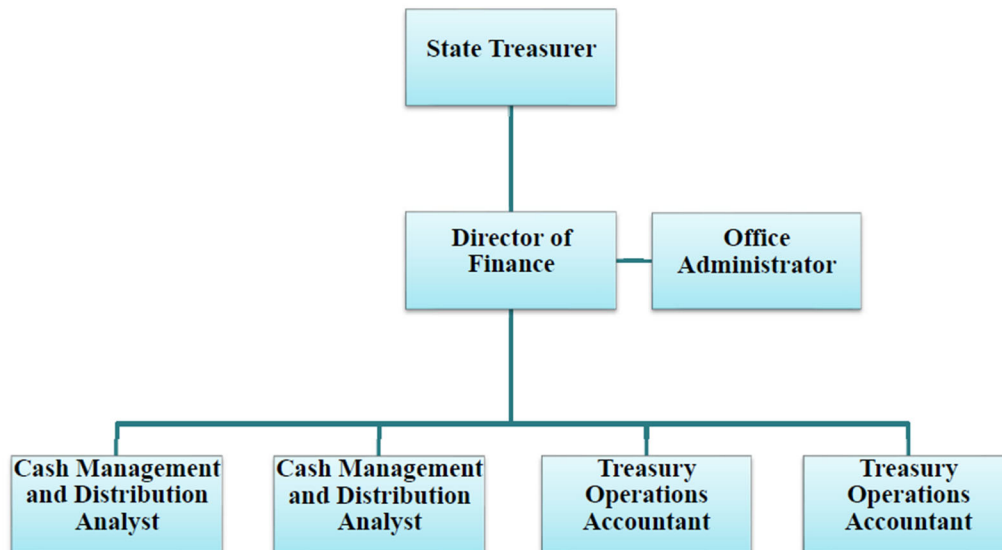 State Treasurer
Director of
Finance
Office
Administrator
Cash Management
and Distribution
Analyst
Cash Management
and Distribution
Analyst
Treasury
Operations
Accountant
Treasury
Operations
Accountant